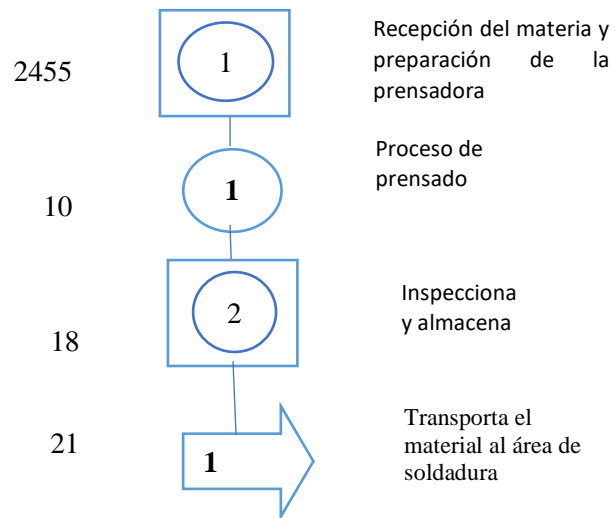 2455
1
Recepción del materia y
preparación de la
prensadora
10
1
Proceso de
prensado
18
2
Inspecciona
y almacena
21
1
Transporta el
material al área de
soldadura